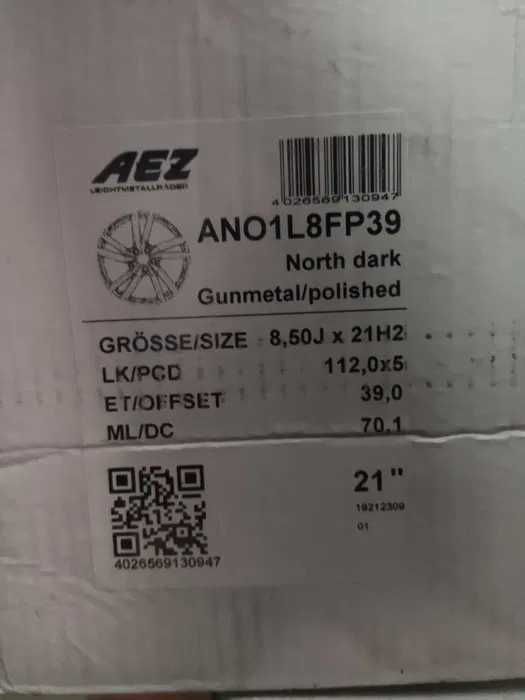 AEZ
LEICHTMETALLRÄDER
4026569130947
ANO1L8FP39
North dark
Gunmetal/polished
GRÖSSE/SIZE 8,50J x 21H2
LK/PCD 112,0x5
ET/OFFSET 39,0
ML/DC 70,1
21"
19212309
01
4026569130947